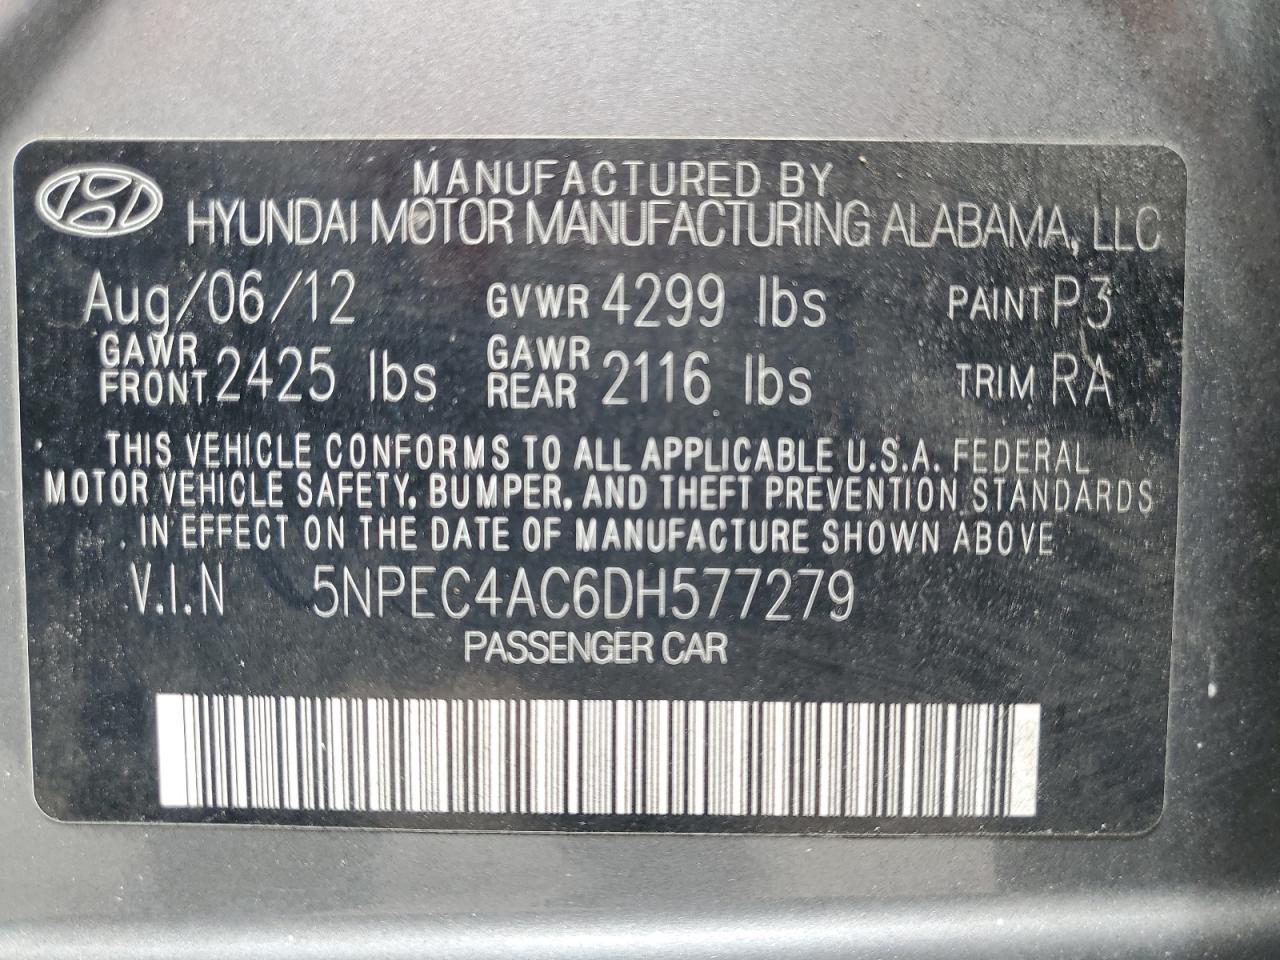 MANUFACTURED BY
HYUNDAI MOTOR MANUFACTURING ALABAMA, LLC
Aug/06/12 GVWR 4299 lbs PAINT P3
GAWR FRONT 2425 lbs GAWR REAR 2116 lbs TRIM RA
THIS VEHICLE CONFORMS TO ALL APPLICABLE U.S.A. FEDERAL
MOTOR VEHICLE SAFETY, BUMPER, AND THEFT PREVENTION STANDARDS
IN EFFECT ON THE DATE OF MANUFACTURE SHOWN ABOVE
V.I.N 5NPEC4AC6DH577279
PASSENGER CAR